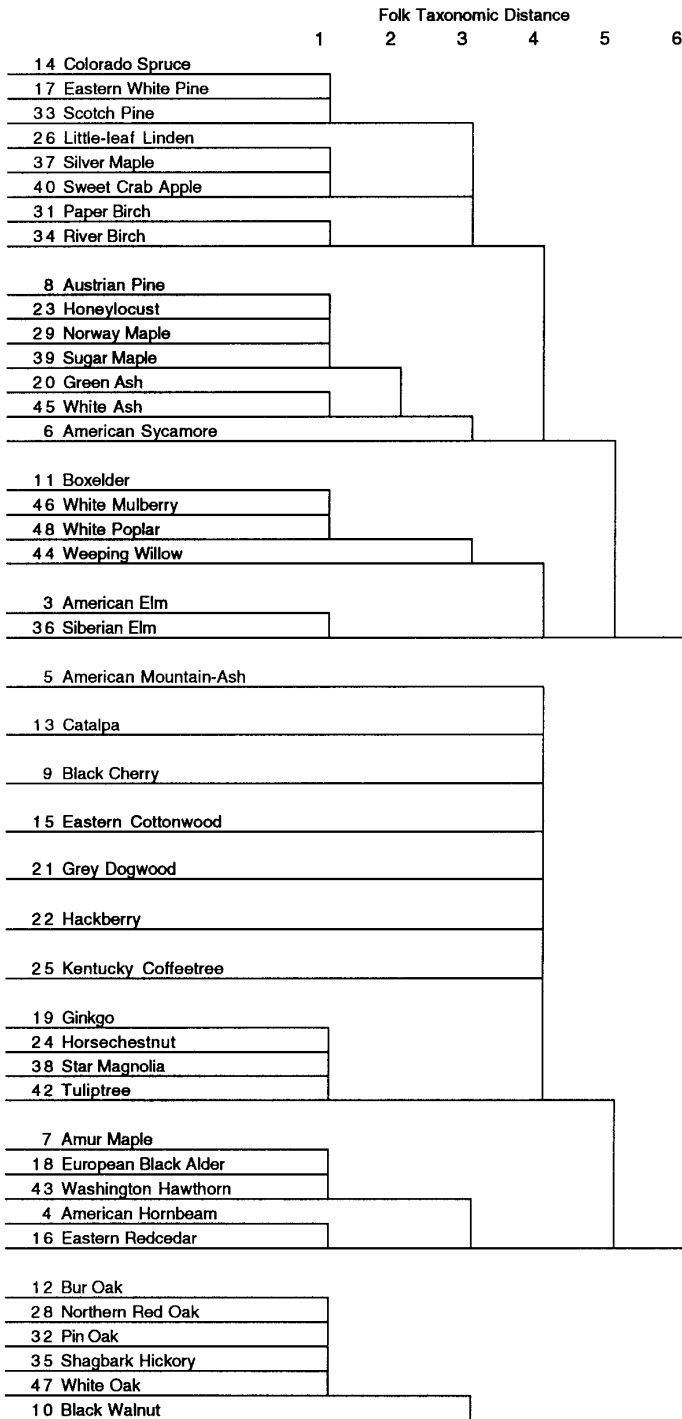 Folk Taxonomic Distance
1 2 3 4 5 6
14 Colorado Spruce
17 Eastern White Pine
33 Scotch Pine
26 Little-leaf Linden
37 Silver Maple
40 Sweet Crab Apple
31 Paper Birch
34 River Birch
8 Austrian Pine
23 Honeylocust
29 Norway Maple
39 Sugar Maple
20 Green Ash
45 White Ash
6 American Sycamore
11 Boxelder
46 White Mulberry
48 White Poplar
44 Weeping Willow
3 American Elm
36 Siberian Elm
5 American Mountain-Ash
13 Catalpa
9 Black Cherry
15 Eastern Cottonwood
21 Grey Dogwood
22 Hackberry
25 Kentucky Coffeetree
19 Ginkgo
24 Horsechestnut
38 Star Magnolia
42 Tuliptree
7 Amur Maple
18 European Black Alder
43 Washington Hawthorn
4 American Hornbeam
16 Eastern Redcedar
12 Bur Oak
28 Northern Red Oak
32 Pin Oak
35 Shagbark Hickory
47 White Oak
10 Black Walnut